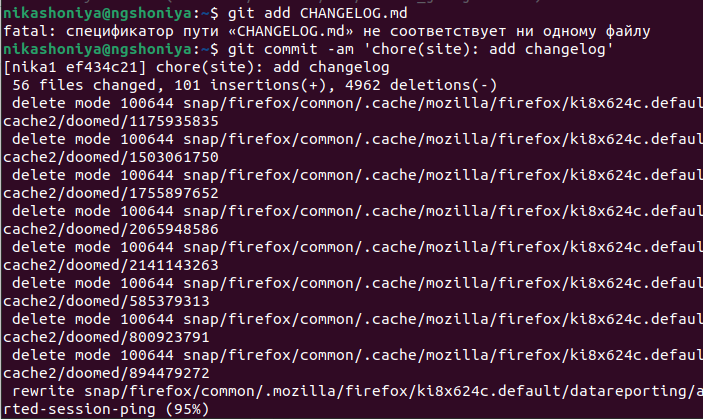 nikashoniya@ngshoniya:~$ git add CHANGELOG.md
fatal: спецификатор пути «CHANGELOG.md» не соответствует ни одному файлу
nikashoniya@ngshoniya:~$ git commit -am 'chore(site): add changelog'
[nika1 ef434c21] chore(site): add changelog
56 files changed, 101 insertions(+), 4962 deletions(-)
delete mode 100644 snap/firefox/common/.cache/mozilla/firefox/ki8x624c.defaul
cache2/doomed/1175935835
delete mode 100644 snap/firefox/common/.cache/mozilla/firefox/ki8x624c.defaul
cache2/doomed/1503061750
delete mode 100644 snap/firefox/common/.cache/mozilla/firefox/ki8x624c.defaul
cache2/doomed/1755897652
delete mode 100644 snap/firefox/common/.cache/mozilla/firefox/ki8x624c.defaul
cache2/doomed/2065948586
delete mode 100644 snap/firefox/common/.cache/mozilla/firefox/ki8x624c.defaul
cache2/doomed/2141143263
delete mode 100644 snap/firefox/common/.cache/mozilla/firefox/ki8x624c.defaul
cache2/doomed/585379313
delete mode 100644 snap/firefox/common/.cache/mozilla/firefox/ki8x624c.defaul
cache2/doomed/800923791
delete mode 100644 snap/firefox/common/.cache/mozilla/firefox/ki8x624c.defaul
cache2/doomed/894479272
rewrite snap/firefox/common/.mozilla/firefox/ki8x624c.default/datareporting/a
rted-session-ping (95%)